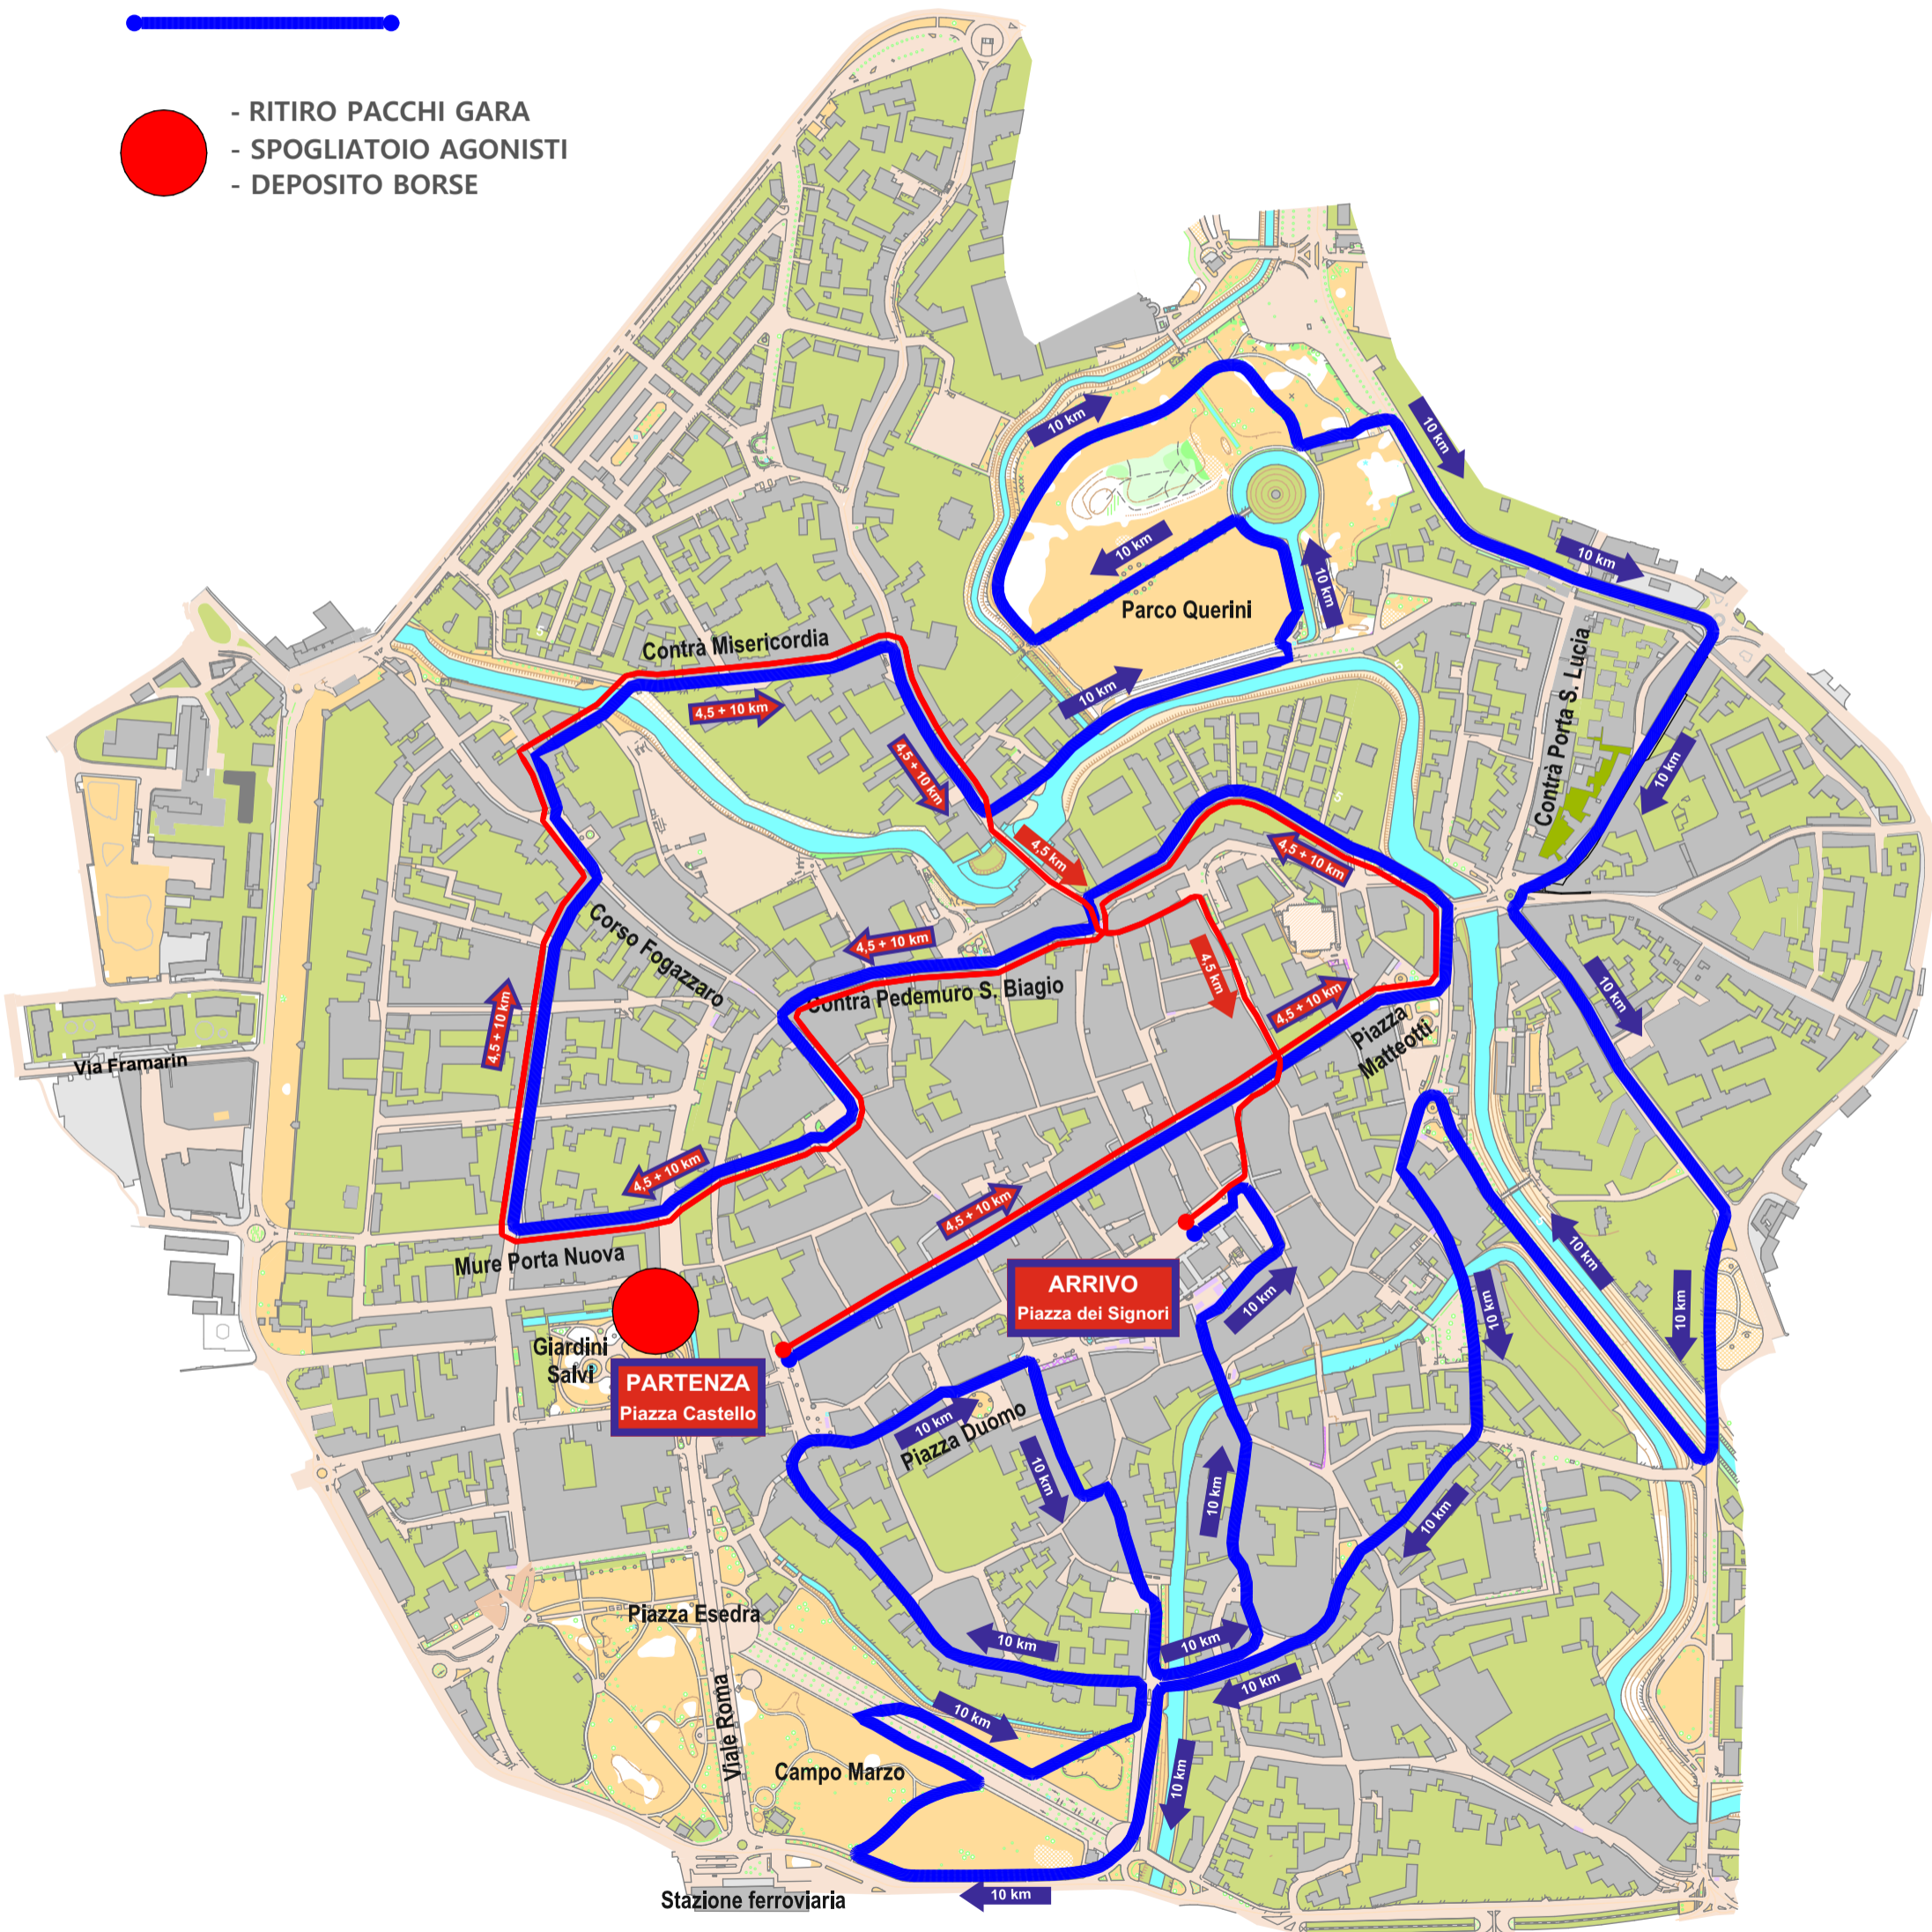 - RITIRO PACCHI GARA
- SPOGLIATOIO AGONISTI
- DEPOSITO BORSE
10 km
10 km
10 km
10 km
10 km
10 km
Parco Querini
Contrà Misericordia
Contrà Porta S. Lucia
5
5
5
4,5 + 10 km
10 km
4,5 + 10 km
10 km
4,5 km
4,5 + 10 km
Corso Fogazzaro
4,5 + 10 km
4,5 km
Contrà Pedemuro S. Biagio
4,5 + 10 km
10 km
4,5 + 10 km
Piazza
Matteotti
Via Framarin
4,5 + 10 km
4,5 + 10 km
Mure Porta Nuova
10 km
10 km
10 km
10 km
ARRIVO
Piazza dei Signori
Giardini
Salvi
PARTENZA
Piazza Castello
10 km
Piazza Duomo
10 km
10 km
10 km
Piazza Esedra
10 km
10 km
10 km
Viale Roma
10 km
Campo Marzo
10 km
Stazione ferroviaria
10 km